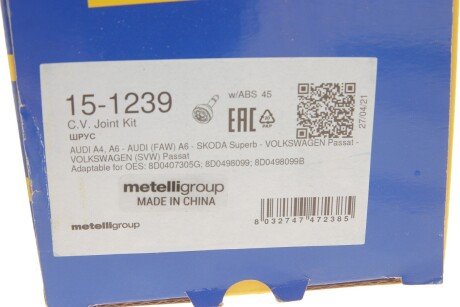 15-1239
w/ABS 45
C.V. Joint Kit
ШРУС
EAC
PAP
27/04/21
AUDI A4, A6 - AUDI (FAW) A6 - SKODA Superb - VOLKSWAGEN Passat -
VOLKSWAGEN (SVW) Passat
Adaptable for OES: 8D0407305G; 8D0498099; 8D0498099B
metelligroup
MADE IN CHINA
8 032747 472385
metelligroup